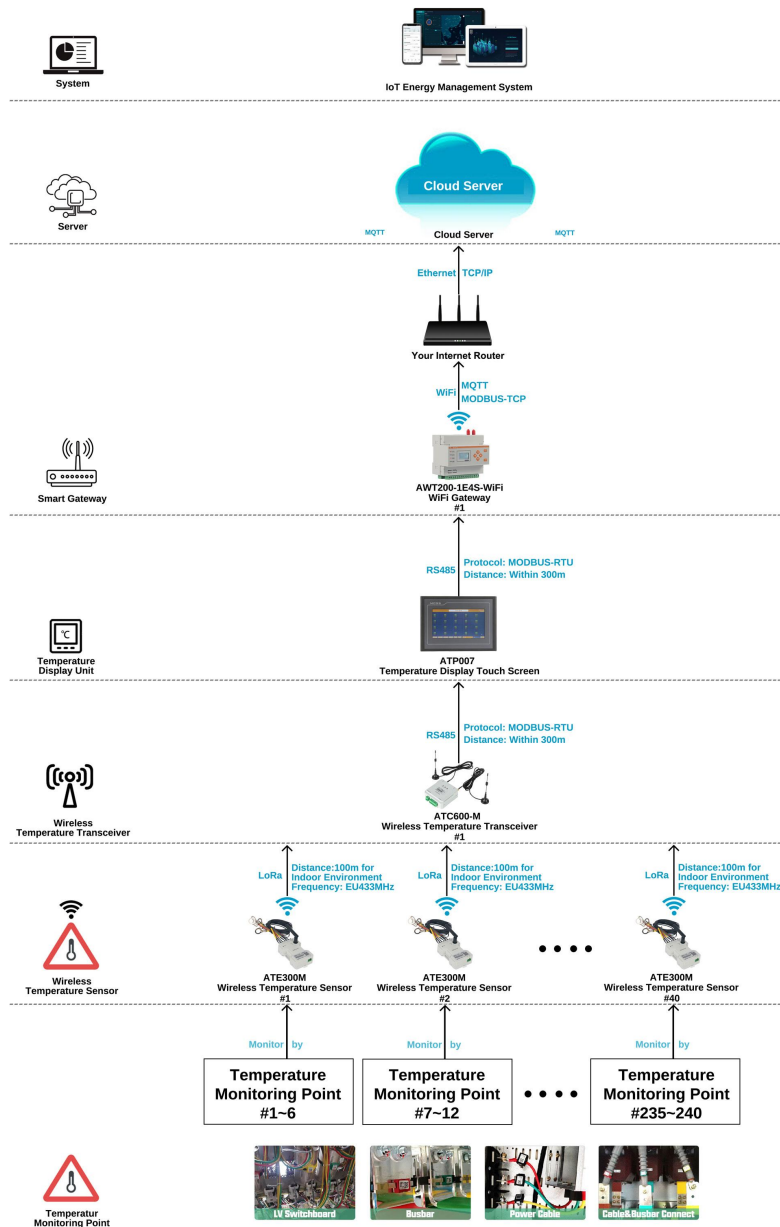 System
IoT Energy Management System
Cloud Server
Server
MQTT
Cloud Server
MQTT
Ethernet TCP/IP
Your Internet Router
WiFi
MQTT
MODBUS-TCP
Smart Gateway
AWT200-1E4S-WiFi
WiFi Gateway
#1
RS485
Protocol: MODBUS-RTU
Distance: Within 300m
℃
Temperature
Display Unit
ATP007
Temperature Display Touch Screen
RS485
Protocol: MODBUS-RTU
Distance: Within 300m
Wireless
Temperature Transceiver
ATC600-M
Wireless Temperature Transceiver
#1
LoRa
Distance:100m for
Indoor Environment
Frequency: EU433MHz
LoRa
Distance:100m for
Indoor Environment
Frequency: EU433MHz
LoRa
Distance:100m for
Indoor Environment
Frequency: EU433MHz
Wireless
Temperature Sensor
ATE300M
Wireless Temperature Sensor
#1
ATE300M
Wireless Temperature Sensor
#2
ATE300M
Wireless Temperature Sensor
#40
Monitor by
Monitor by
Monitor by
Temperature
Monitoring Point
#1~6
Temperature
Monitoring Point
#7~12
Temperature
Monitoring Point
#235~240
Temperatur
Monitoring Point
LV Switchboard
Busbar
Power Cable
Cable&Busbar Connect